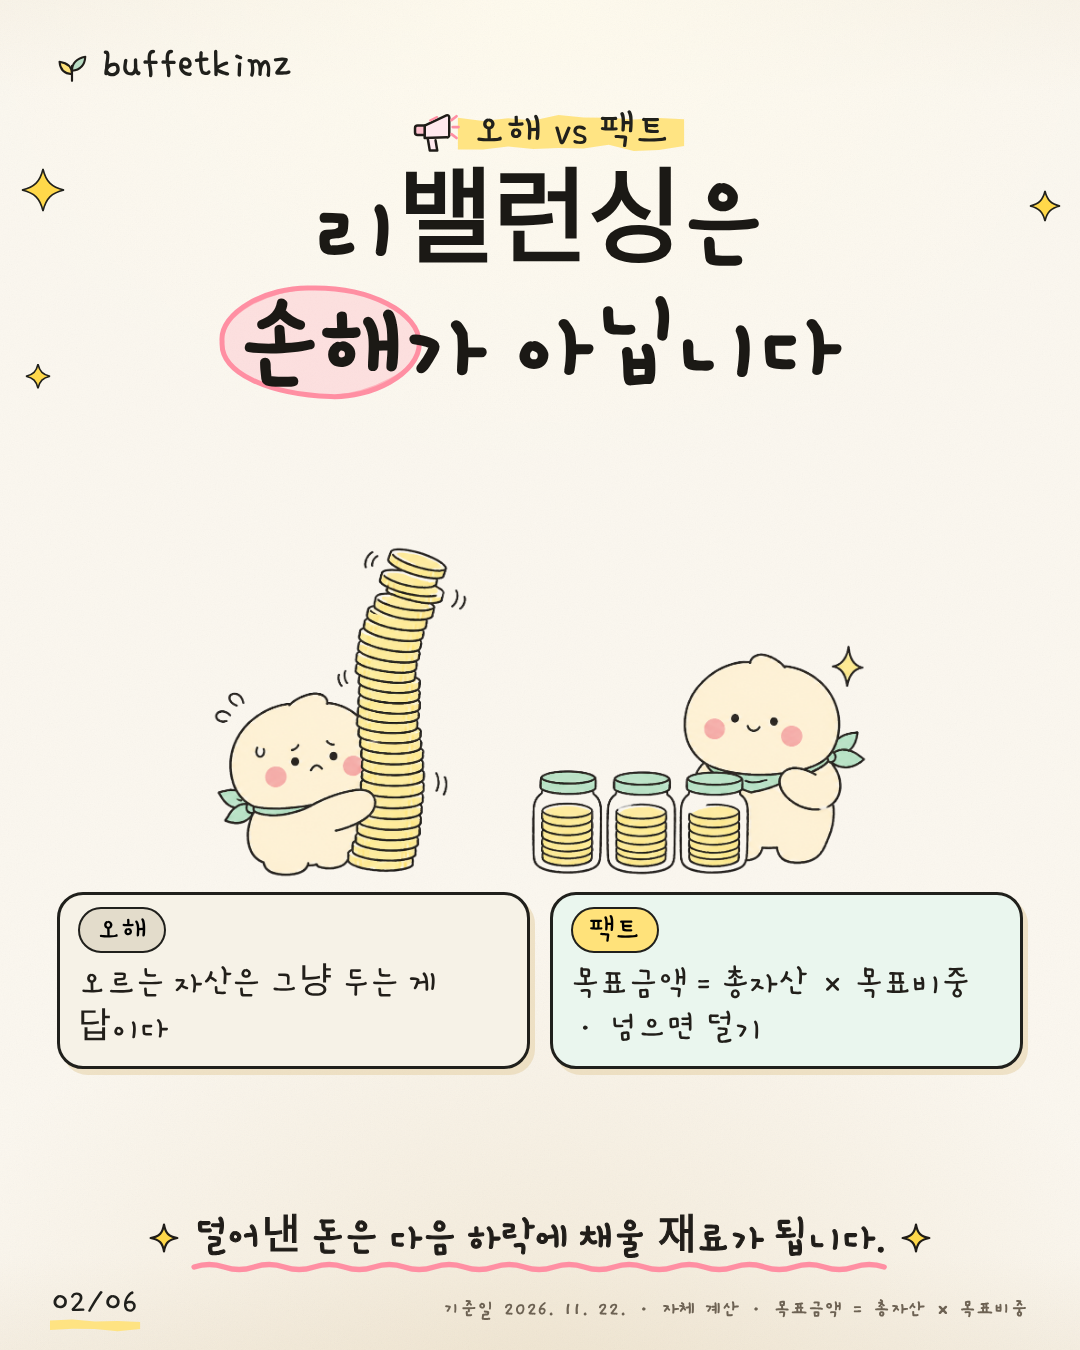 buffetkimz
오해 vs 팩트
리밸런싱은
손해가 아닙니다
오해
오르는 자산은 그냥 두는 게
답이다
팩트
목표금액 = 총자산 × 목표비중
· 넘으면 덜기
덜어낸 돈은 다음 하락에 채울 재료가 됩니다.
02/06
기준일 2026. 11. 22. · 자체 계산 · 목표금액 = 총자산 × 목표비중